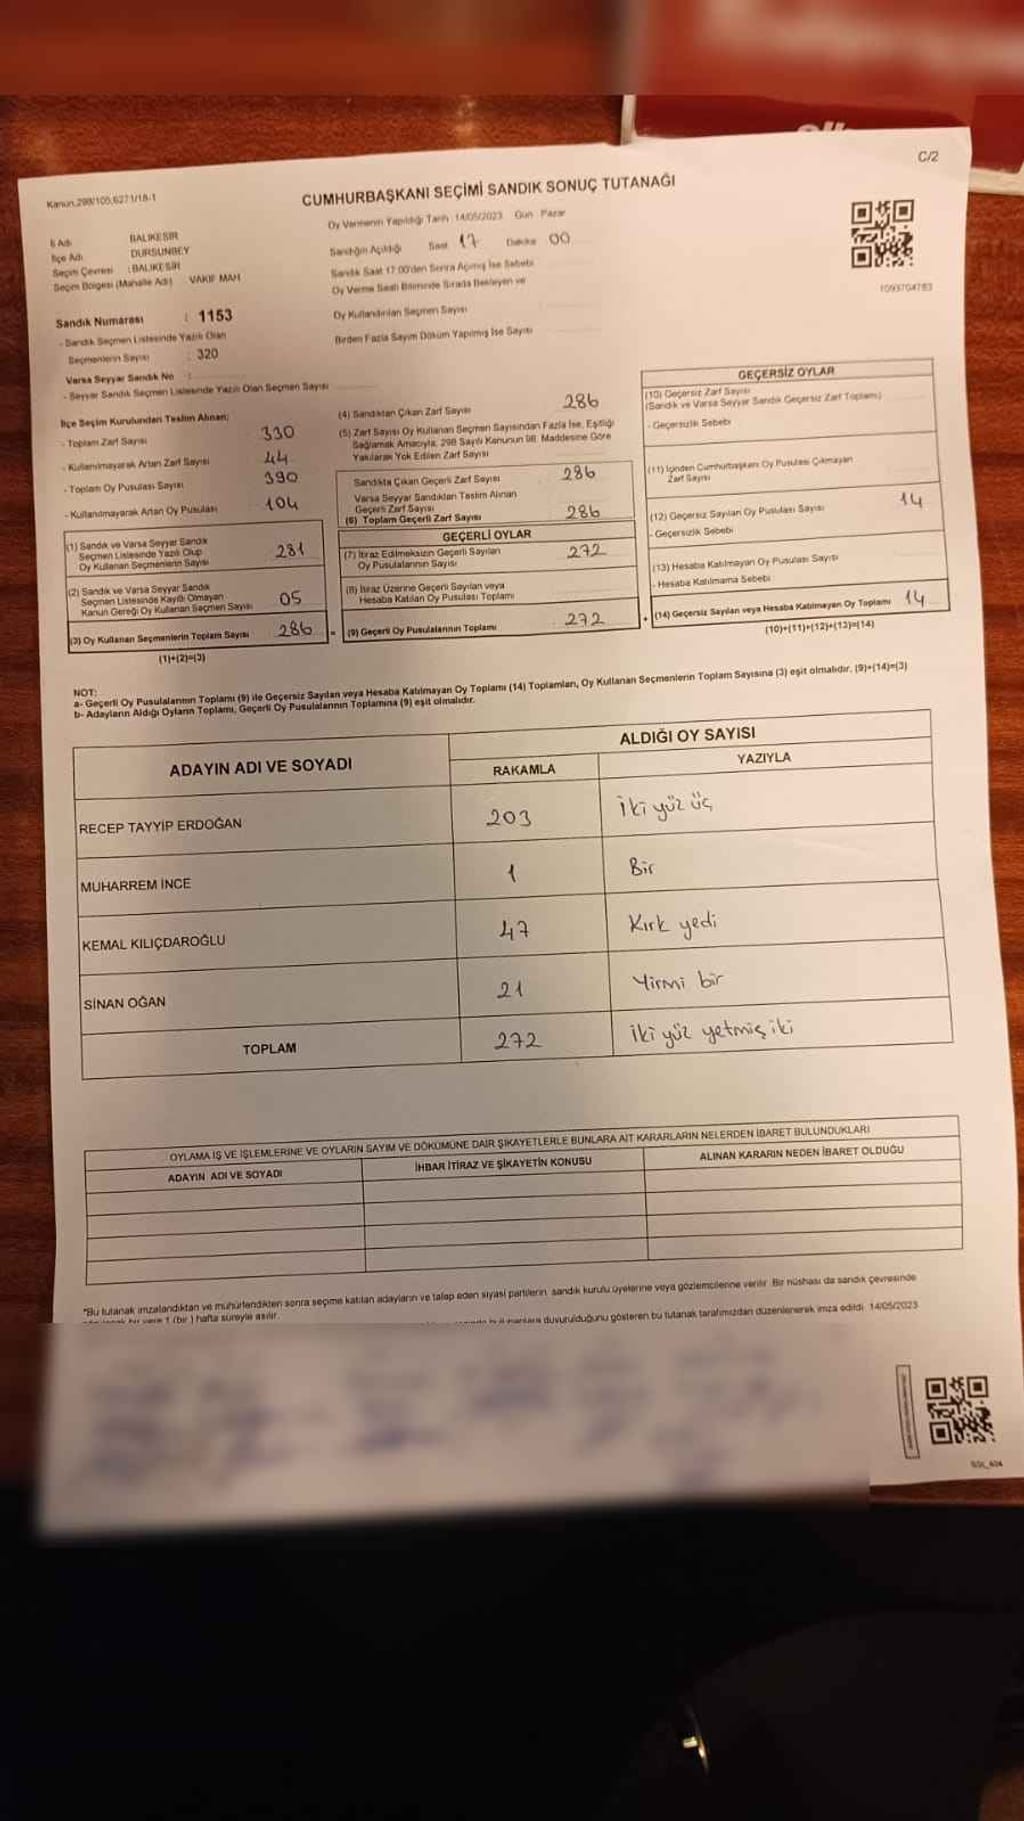 C/2
Kanun.298/105,6271/18-1
CUMHURBAŞKANI SEÇİMİ SANDIK SONUÇ TUTANAĞI
Oy Vermenin Yapıldığı Tarih 14/05/2023 Gün Pazar
İl Adı BALIKESİR
İlçe Adı DURSUNBEY
Seçim Çevresi : BALIKESİR
Seçim Bölgesi (Mahalle Adı) VAKIF MAH
Sandığın Açıldığı Saat 17 Dakika 00
Sandık Saat 17:00'den Sonra Açılmış İse Sebebi
Oy Verme Saati Bitiminde Sırada Bekleyen ve
Oy Kullandırılan Seçmen Sayısı
Birden Fazla Sayım Döküm Yapılmış İse Sayısı
1093704783
Sandık Numarası : 1153
- Sandık Seçmen Listesinde Yazılı Olan
Seçmenlerin Sayısı : 320
Varsa Seyyar Sandık No :
- Seyyar Sandık Seçmen Listesinde Yazılı Olan Seçmen Sayısı
İlçe Seçim Kurulundan Teslim Alınan;
- Toplam Zarf Sayısı 330
- Kullanılmayarak Artan Zarf Sayısı 44
- Toplam Oy Pusulası Sayısı 390
- Kullanılmayarak Artan Oy Pusulası 104
(1) Sandık ve Varsa Seyyar Sandık
Seçmen Listesinde Yazılı Olup
Oy Kullanan Seçmenlerin Sayısı 281
(2) Sandık ve Varsa Seyyar Sandık
Seçmen Listesinde Kayıtlı Olmayan
Kanun Gereği Oy Kullanan Seçmen Sayısı 05
(3) Oy Kullanan Seçmenlerin Toplam Sayısı 286
(1)+(2)=(3)
(4) Sandıktan Çıkan Zarf Sayısı 286
(5) Zarf Sayısı Oy Kullanan Seçmen Sayısından Fazla İse, Eşitliği
Sağlamak Amacıyla, 298 Sayılı Kanunun 98. Maddesine Göre
Yakılarak Yok Edilen Zarf Sayısı
Sandıkta Çıkan Geçerli Zarf Sayısı 286
Varsa Seyyar Sandıktan Teslim Alınan
Geçerli Zarf Sayısı
(6) Toplam Geçerli Zarf Sayısı 286
GEÇERLİ OYLAR
(7) İtiraz Edilmeksizin Geçerli Sayılan
Oy Pusulalarının Sayısı 272
(8) İtiraz Üzerine Geçerli Sayılan veya
Hesaba Katılan Oy Pusulası Toplamı
= (9) Geçerli Oy Pusulalarının Toplamı 272
GEÇERSİZ OYLAR
(10) Geçersiz Zarf Sayısı
(Sandık ve Varsa Seyyar Sandık Geçersiz Zarf Toplamı)
- Geçersizlik Sebebi
(11) İçinden Cumhurbaşkanı Oy Pusulası Çıkmayan
Zarf Sayısı
(12) Geçersiz Sayılan Oy Pusulası Sayısı 14
- Geçersizlik Sebebi
(13) Hesaba Katılmayan Oy Pusulası Sayısı
- Hesaba Katılmama Sebebi
+ (14) Geçersiz Sayılan veya Hesaba Katılmayan Oy Toplamı 14
(10)+(11)+(12)+(13)=(14)
NOT:
a- Geçerli Oy Pusulalarının Toplamı (9) ile Geçersiz Sayılan veya Hesaba Katılmayan Oy Toplamı (14) Toplamları, Oy Kullanan Seçmenlerin Toplam Sayısına (3) eşit olmalıdır. (9)+(14)=(3)
b- Adayların Aldığı Oyların Toplamı, Geçerli Oy Pusulalarının Toplamına (9) eşit olmalıdır.
ADAYIN ADI VE SOYADI ALDIĞI OY SAYISI
RAKAMLA YAZIYLA
RECEP TAYYİP ERDOĞAN 203 İki yüz üç
MUHARREM İNCE 1 Bir
KEMAL KILIÇDAROĞLU 47 Kırk yedi
SİNAN OĞAN 21 Yirmi bir
TOPLAM 272 İki yüz yetmiş iki
OYLAMA İŞ VE İŞLEMLERİNE VE OYLARIN SAYIM VE DÖKÜMÜNE DAİR ŞİKAYETLERLE BUNLARA AİT KARARLARIN NELERDEN İBARET BULUNDUKLARI
ADAYIN ADI VE SOYADI İHBAR İTİRAZ VE ŞİKAYETİN KONUSU ALINAN KARARIN NEDEN İBARET OLDUĞU
*Bu tutanak imzalandıktan ve mühürlendikten sonra seçime katılan adayların ve talep eden siyasi partilerin sandık kurulu üyelerine veya gözlemcilerine verilir. Bir nüshası da sandık çevresinde
bir yere 1 (bir) hafta süreyle asılır.
duyurulduğunu gösteren bu tutanak tarafımızdan düzenlenerek imza edildi. 14/05/2023